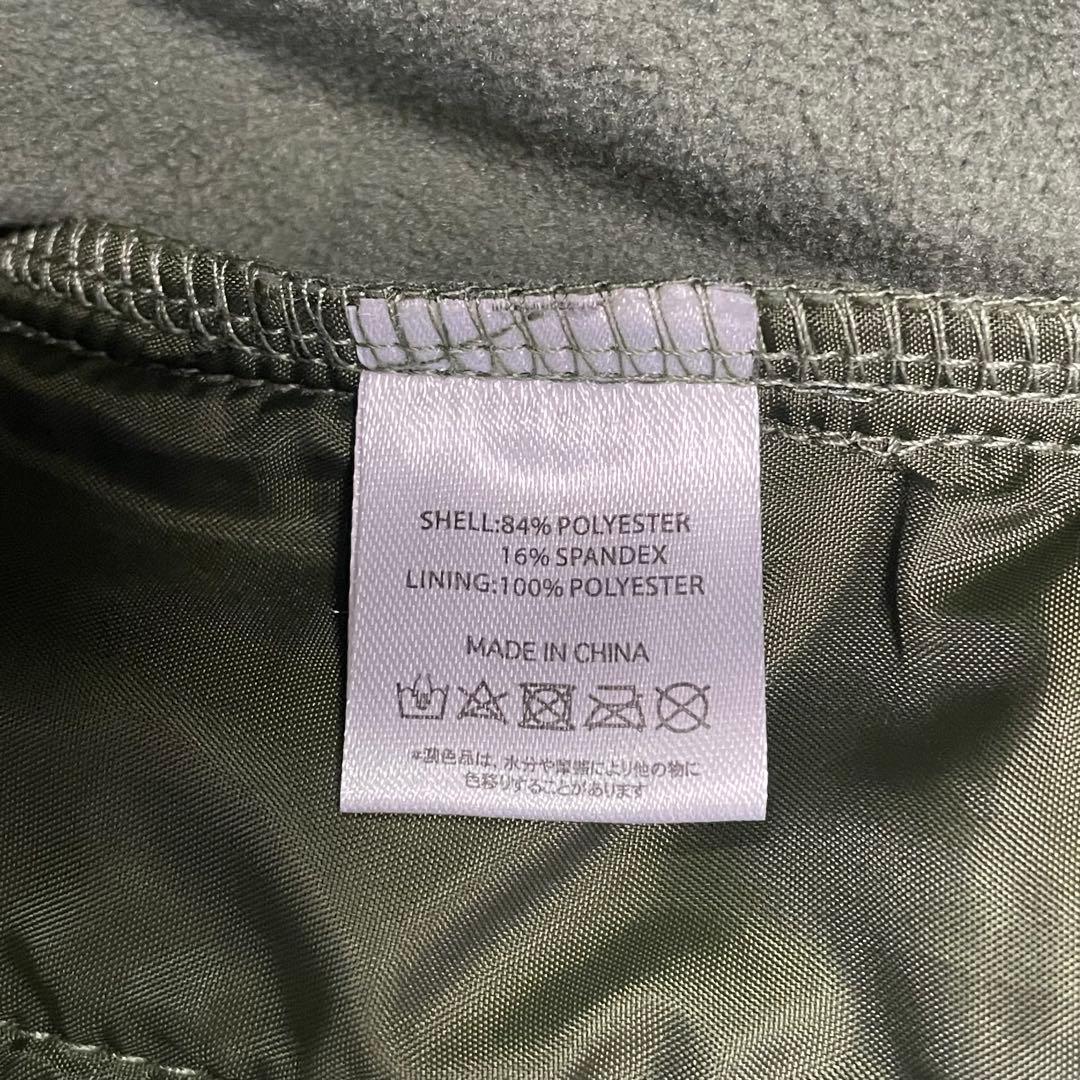 SHELL:84% POLYESTER
16% SPANDEX
LINING:100% POLYESTER
MADE IN CHINA
色品は、水分や摩擦により他の物に
色移りすることがあります